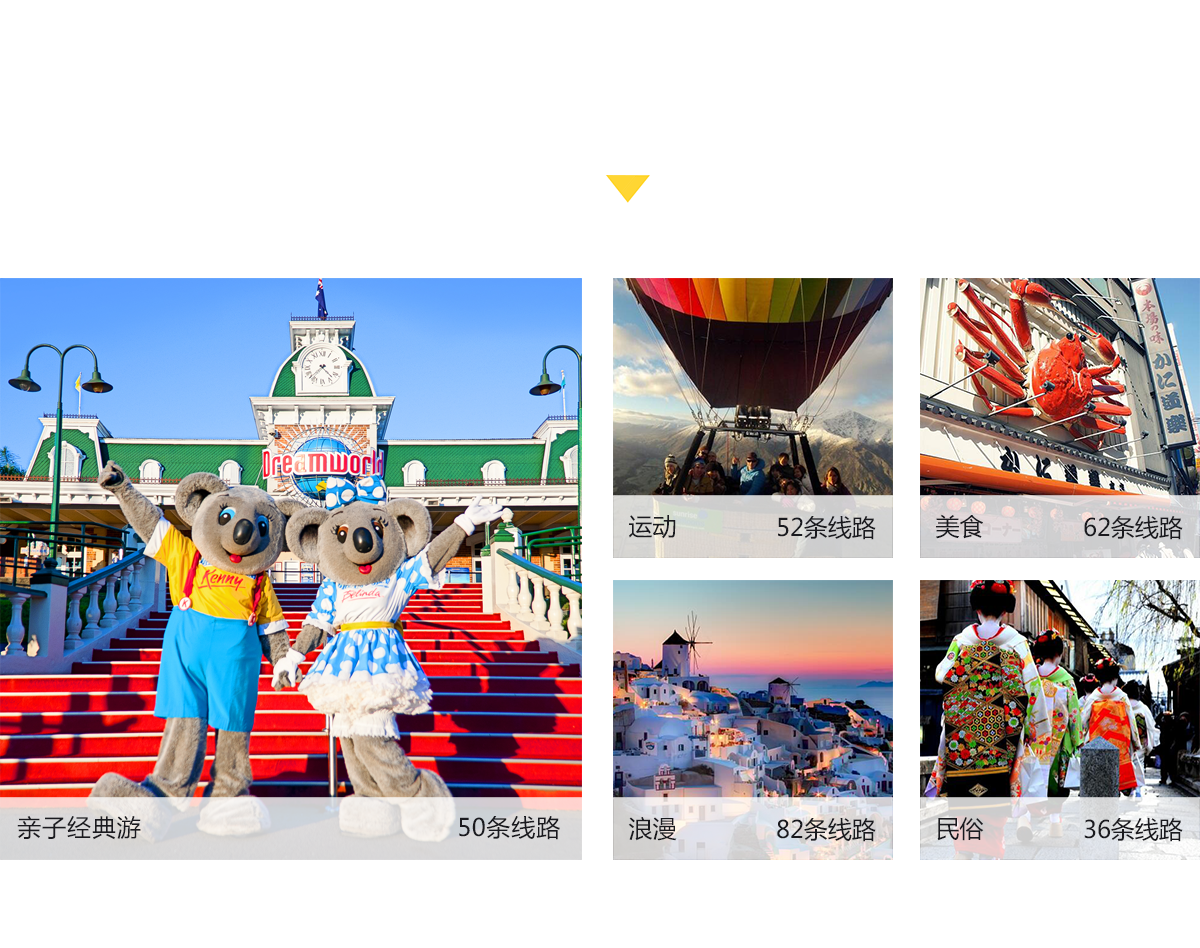 Dreamworld
Kenny
Belinda
亲子经典游 50条线路
本場の味
かに道楽
運動 52条线路
美食 62条线路
浪漫 82条线路
民俗 36条线路